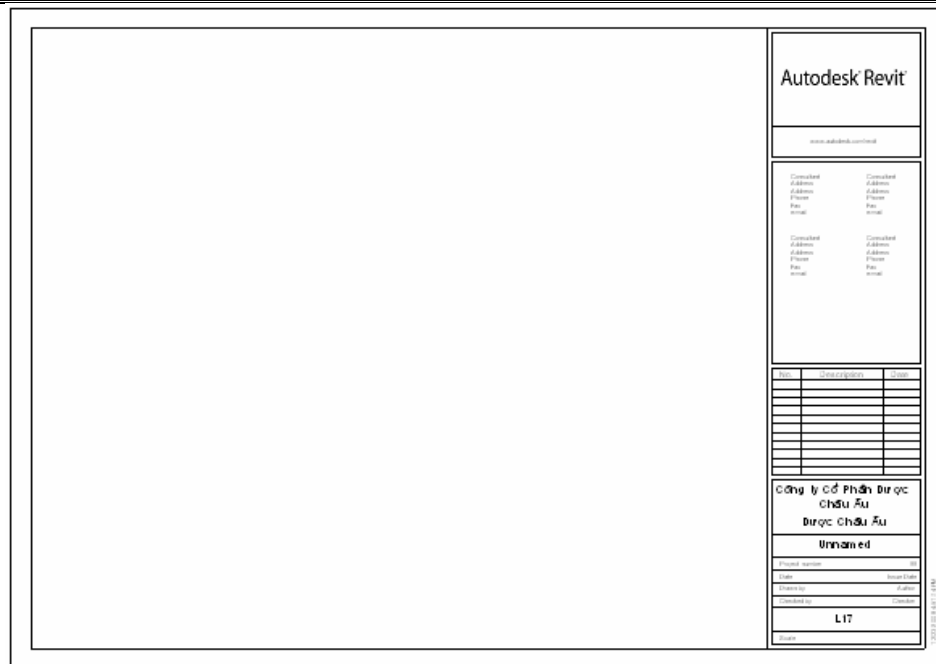 Autodesk Revit
www.autodesk.com/revit
Consultant Consultant
Address Address
Address Address
Phone Phone
Fax Fax
e-mail e-mail
Consultant Consultant
Address Address
Address Address
Phone Phone
Fax Fax
e-mail e-mail
No. Description Date
Công ty Cổ Phần Dược
Châu Âu
Dược Châu Âu
Unnamed
Project number
Date Issue Date
Drawn by Author
Checked by Checker
L17
Scale